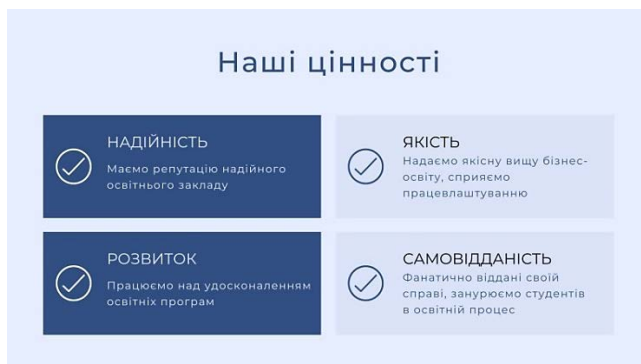 Наші цінності
НАДІЙНІСТЬ
Маємо репутацію надійного
освітнього закладу
ЯКІСТЬ
Надаємо якісну вищу бізнес-
освіту, сприяємо
працевлаштуванню
РОЗВИТОК
Працюємо над удосконаленням
освітніх програм
САМОВІДДАНІСТЬ
Фанатично віддані своїй
справі, занурюємо студентів
в освітній процес